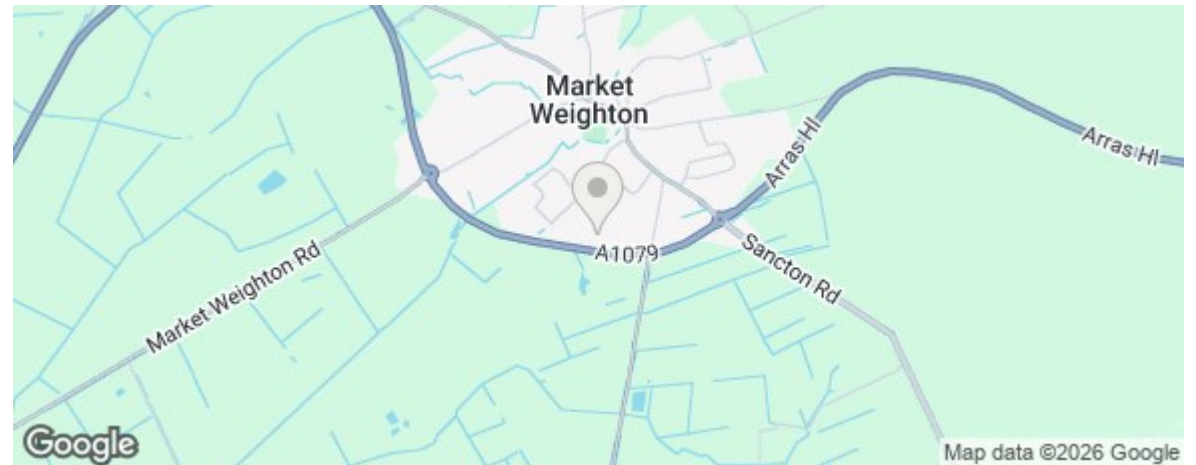 Market
Weighton
Arras Hl
Arras Hl
A1079
Sancton Rd
Market Weighton Rd
Google
Map data ©2026 Google